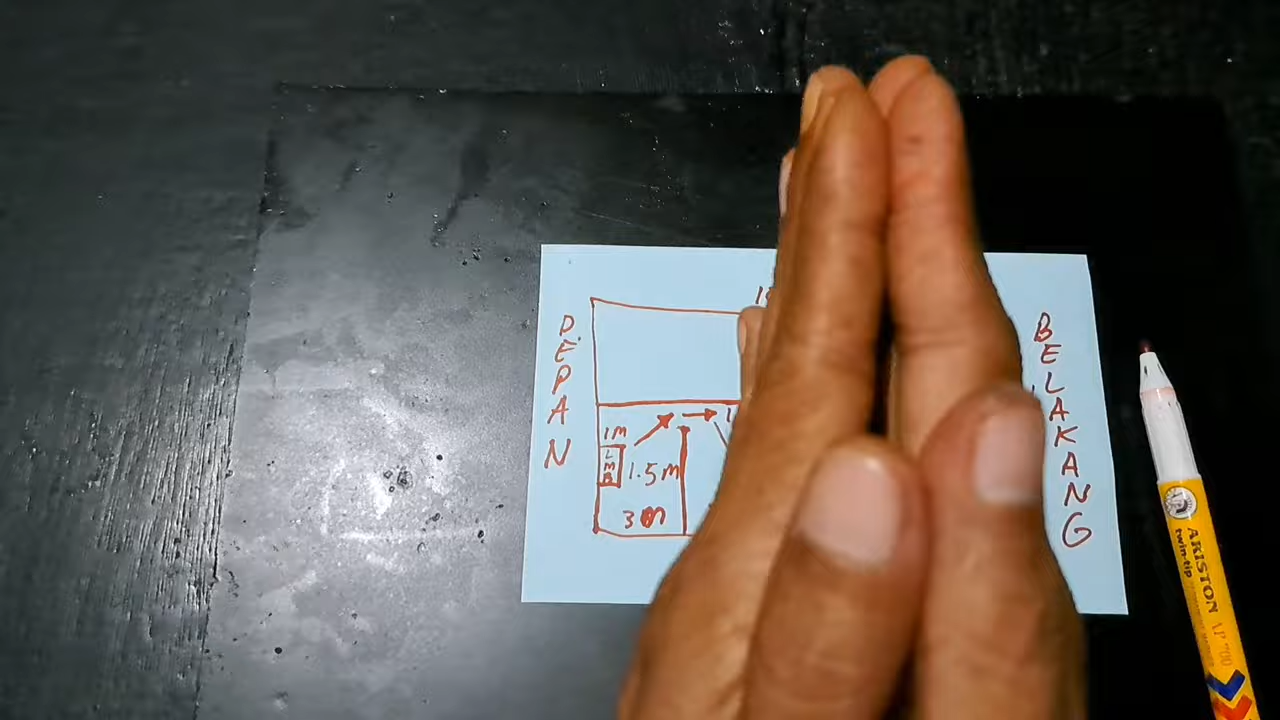 DEPAN
1m
LMB
1.5m
3m
BELAKANG
ARISTON
twin-tip